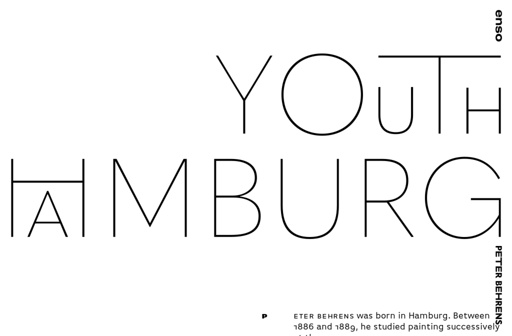 enso
YOUTH
HAMBURG
PETER BEHRENS
P ETER BEHRENS was born in Hamburg. Between
1886 and 1889, he studied painting successively